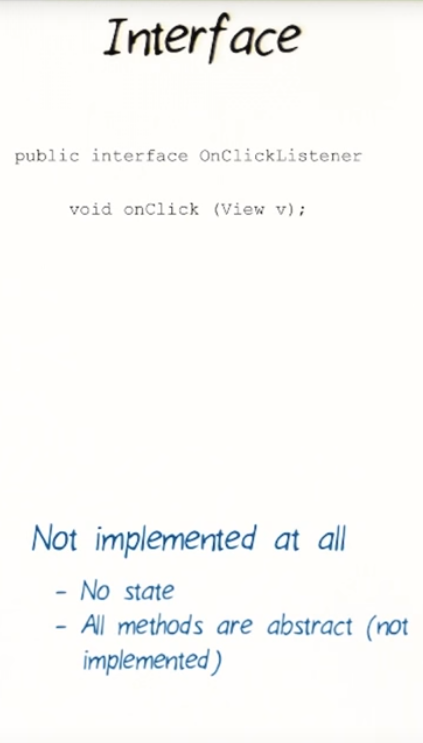 Interface
public interface OnClickListener
void onClick (View v);
Not implemented at all
- No state
- All methods are abstract (not
implemented)